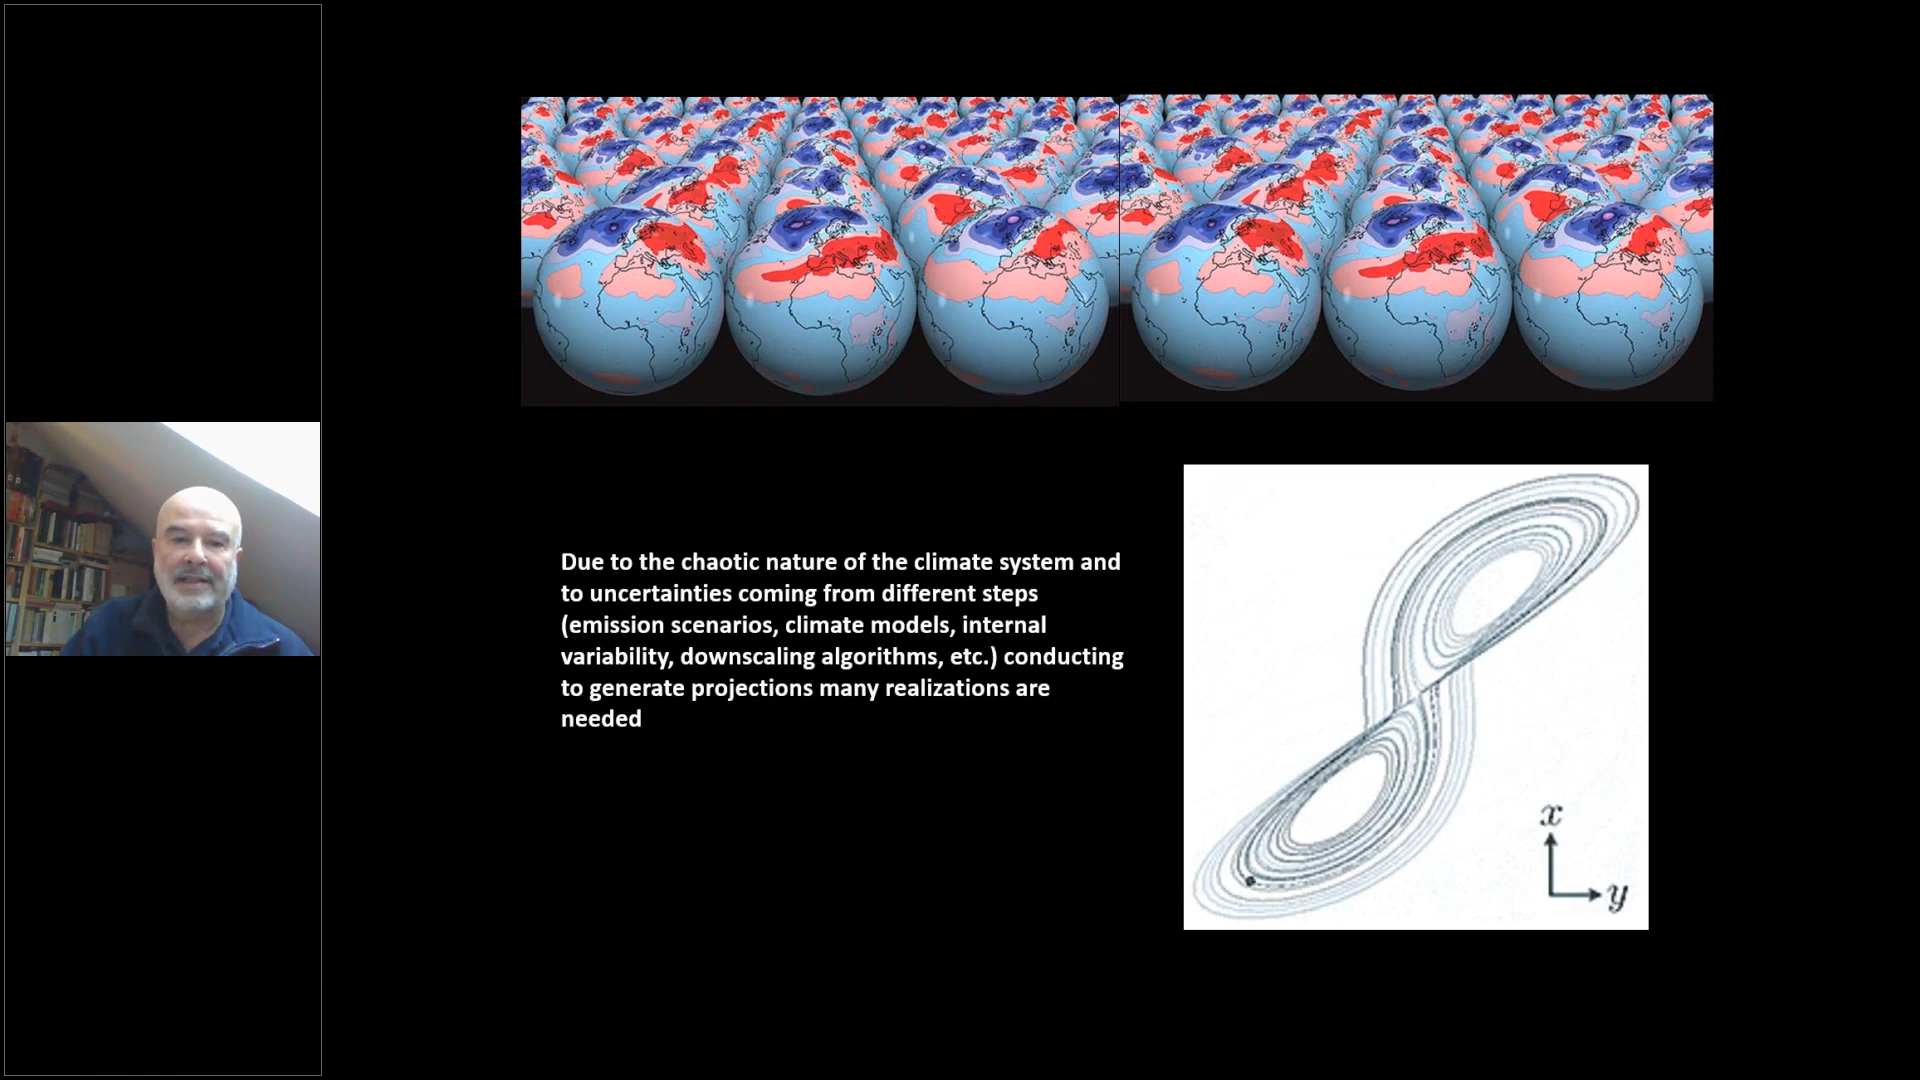 Due to the chaotic nature of the climate system and
to uncertainties coming from different steps
(emission scenarios, climate models, internal
variability, downscaling algorithms, etc.) conducting
to generate projections many realizations are
needed
x
y